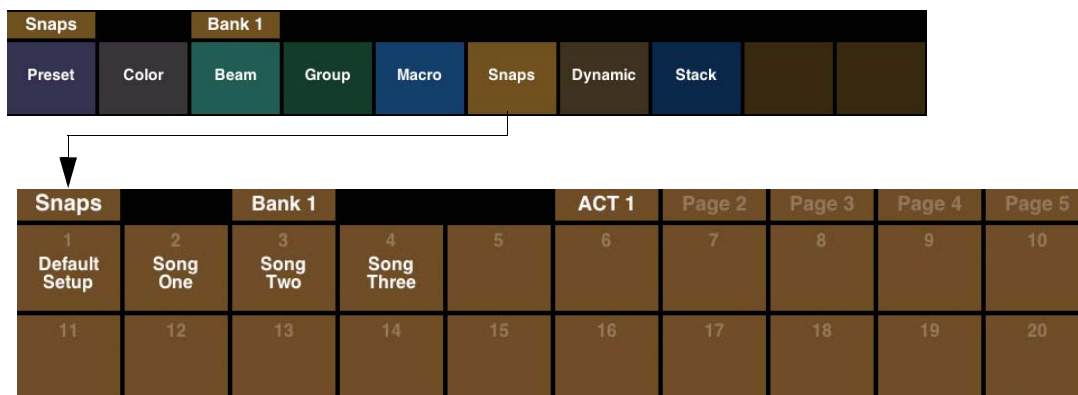 Snaps Bank 1
Preset Color Beam Group Macro Snaps Dynamic Stack
Snaps Bank 1 ACT 1 Page 2 Page 3 Page 4 Page 5
1 2 3 4 5 6 7 8 9 10
Default Song Song Song
Setup One Two Three
11 12 13 14 15 16 17 18 19 20